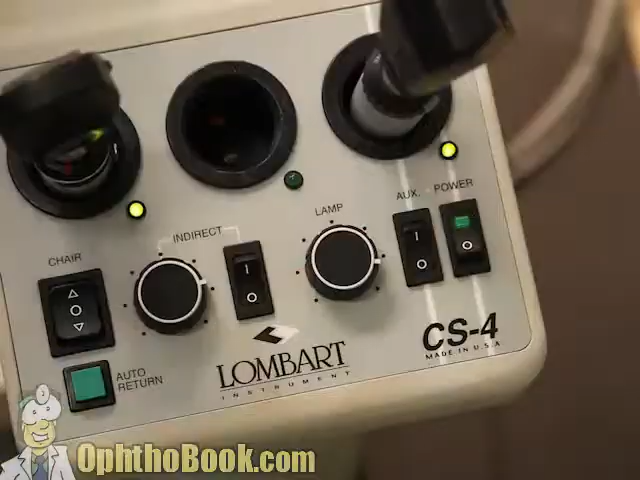 AUX. POWER
LAMP
INDIRECT
CHAIR
I
O
I
O
O
O
AUTO
RETURN
LOMBART
INSTRUMENT
CS-4
MADE IN U.S.A
OphthoBook.com